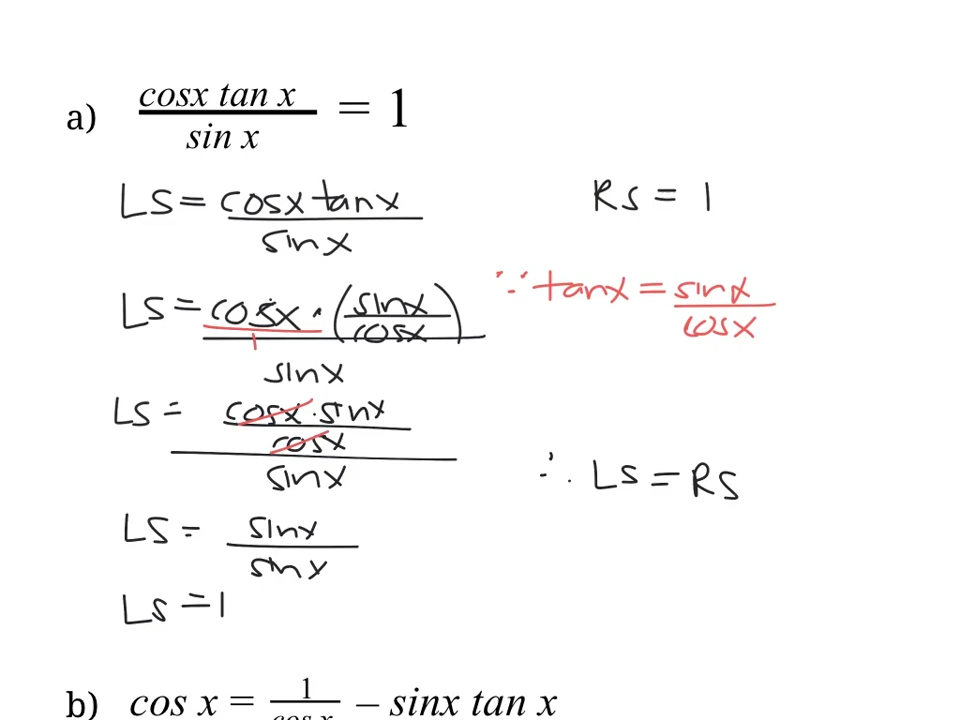 a) cosx tan x / sin x = 1
LS = cosx tanx / sinx    RS = 1
LS = cosx/1 · (sinx/cosx) / sinx    ∵ tanx = sinx/cosx
LS = cosx · sinx / cosx / sinx
∴ LS = RS
LS = sinx / sinx
LS = 1
b) cos x = 1/cos x – sinx tan x